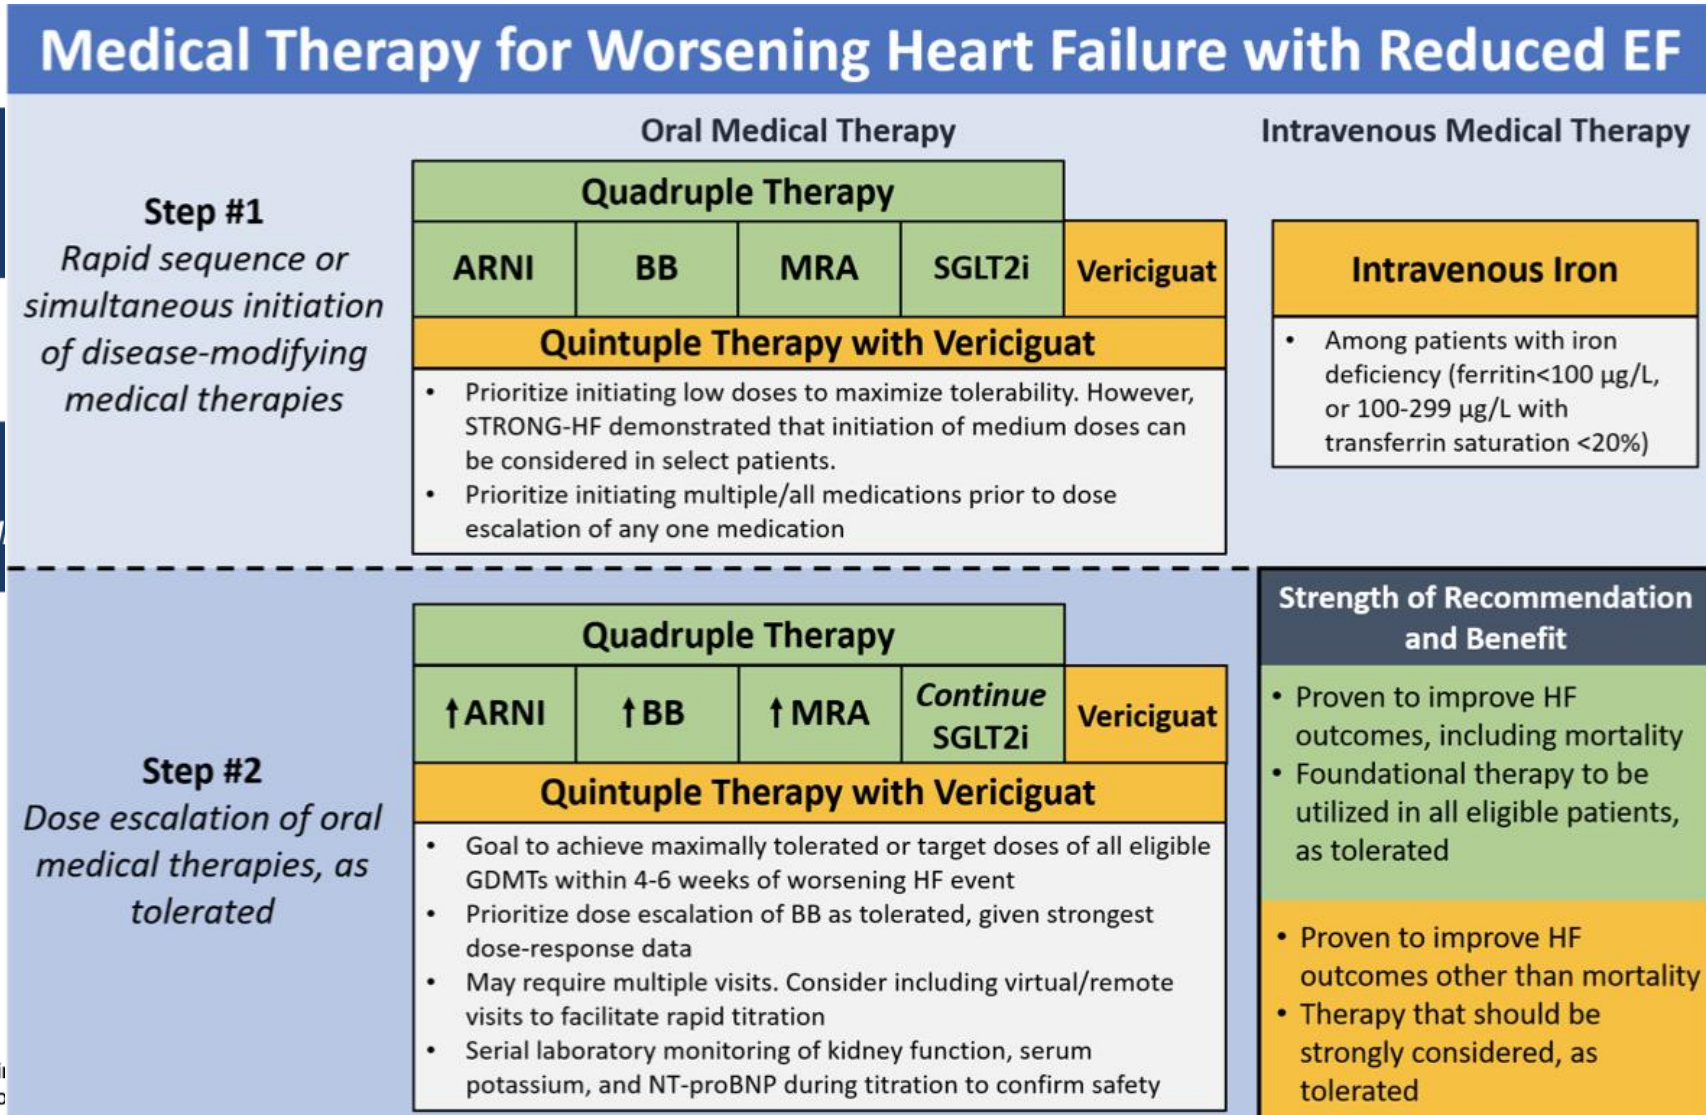 Medical Therapy for Worsening Heart Failure with Reduced EF
Oral Medical Therapy
Intravenous Medical Therapy
Step #1
Rapid sequence or
simultaneous initiation
of disease-modifying
medical therapies
Quadruple Therapy
ARNI
BB
MRA
SGLT2i
Vericiguat
Quintuple Therapy with Vericiguat
• Prioritize initiating low doses to maximize tolerability. However,
STRONG-HF demonstrated that initiation of medium doses can
be considered in select patients.
• Prioritize initiating multiple/all medications prior to dose
escalation of any one medication
Intravenous Iron
• Among patients with iron
deficiency (ferritin<100 µg/L,
or 100-299 µg/L with
transferrin saturation <20%)
Step #2
Dose escalation of oral
medical therapies, as
tolerated
Quadruple Therapy
↑ARNI
↑BB
↑MRA
Continue
SGLT2i
Vericiguat
Quintuple Therapy with Vericiguat
• Goal to achieve maximally tolerated or target doses of all eligible
GDMTs within 4-6 weeks of worsening HF event
• Prioritize dose escalation of BB as tolerated, given strongest
dose-response data
• May require multiple visits. Consider including virtual/remote
visits to facilitate rapid titration
• Serial laboratory monitoring of kidney function, serum
potassium, and NT-proBNP during titration to confirm safety
Strength of Recommendation
and Benefit
• Proven to improve HF
outcomes, including mortality
• Foundational therapy to be
utilized in all eligible patients,
as tolerated
• Proven to improve HF
outcomes other than mortality
• Therapy that should be
strongly considered, as
tolerated